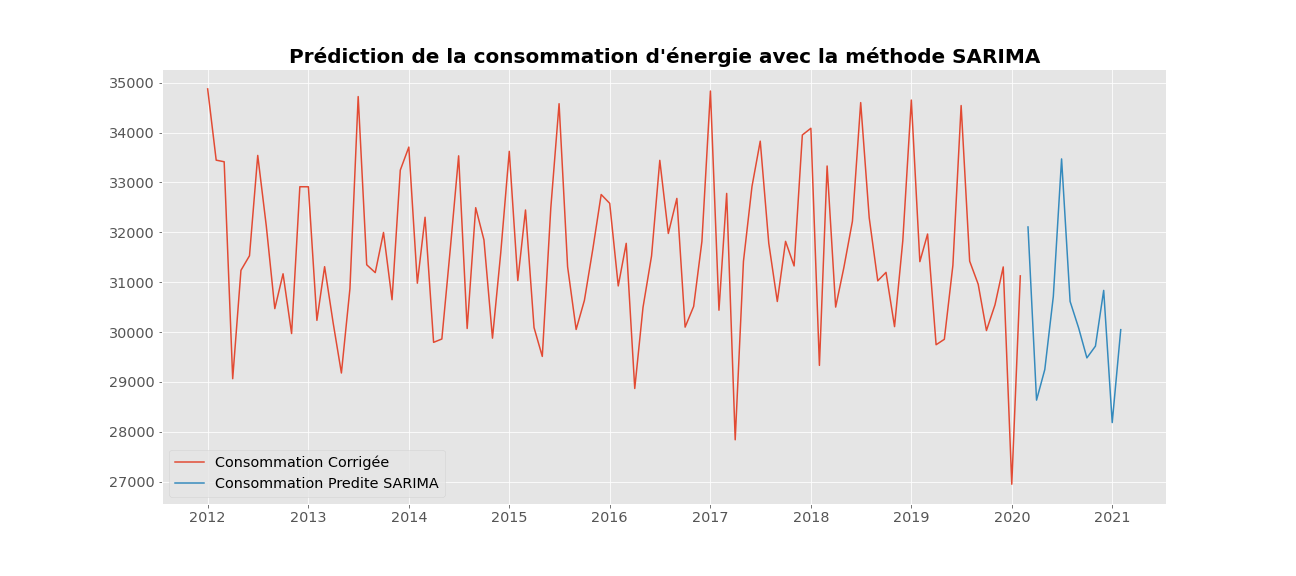 Prédiction de la consommation d'énergie avec la méthode SARIMA
35000
34000
33000
32000
31000
30000
29000
28000
27000
Consommation Corrigée
Consommation Predite SARIMA
2012 2013 2014 2015 2016 2017 2018 2019 2020 2021